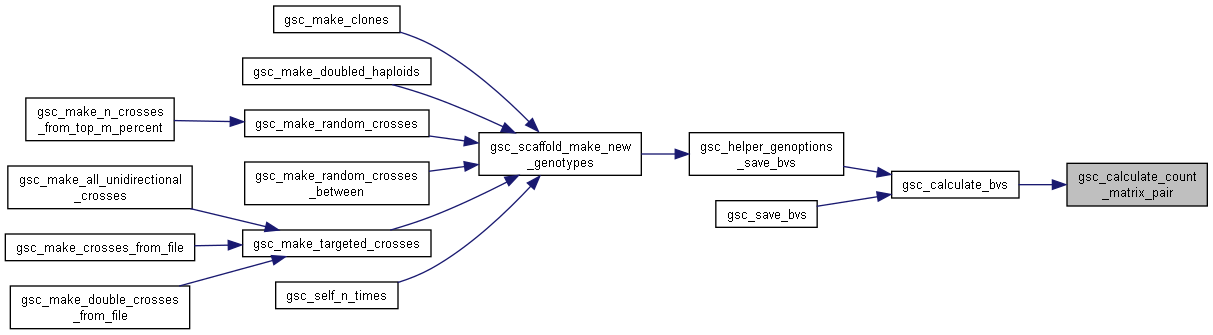 gsc_make_clones
gsc_make_doubled_haploids
gsc_make_n_crosses
_from_top_m_percent
gsc_make_random_crosses
gsc_scaffold_make_new
_genotypes
gsc_helper_genoptions
_save_bvs
gsc_make_all_unidirectional
_crosses
gsc_make_random_crosses
_between
gsc_calculate_bvs
gsc_calculate_count
_matrix_pair
gsc_save_bvs
gsc_make_crosses_from_file
gsc_make_targeted_crosses
gsc_make_double_crosses
_from_file
gsc_self_n_times